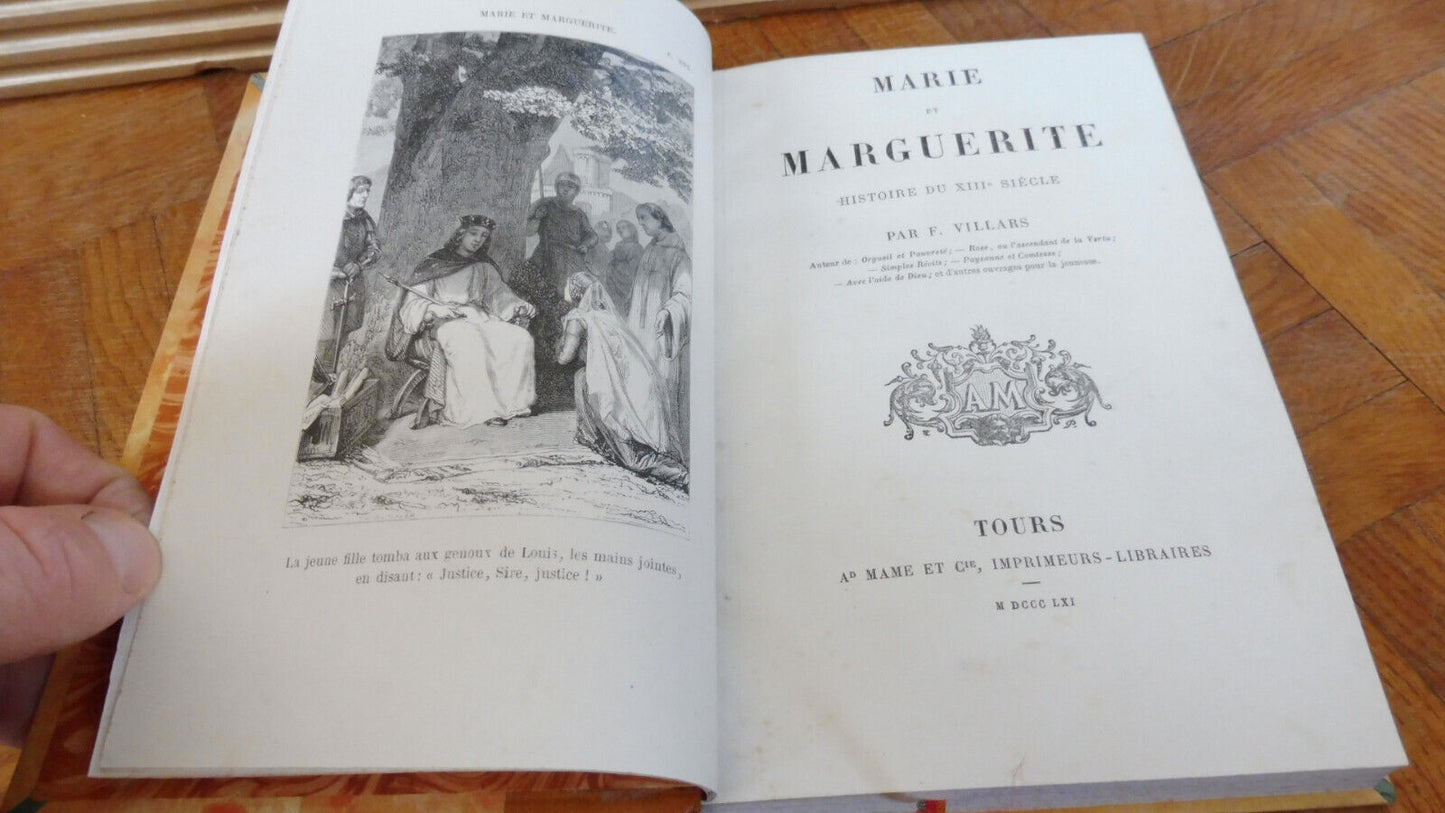 MARIE ET MARGUERITE.
La jeune fille tomba aux genoux de Louis, les mains jointes,
en disant : « Justice, Sire, justice ! »
MARIE
ET
MARGUERITE
HISTOIRE DU XIIIe SIÈCLE
PAR F. VILLARS
Auteur de : Orgueil et Pauvreté ; — Rose, ou l'ascendant de la Vertu ;
— Simples Récits ; — Paysanne et Comtesse ;
— Avec l'aide de Dieu ; et d'autres ouvrages pour la jeunesse.
AM
TOURS
AD MAME ET CIE, IMPRIMEURS-LIBRAIRES
M DCCC LXI